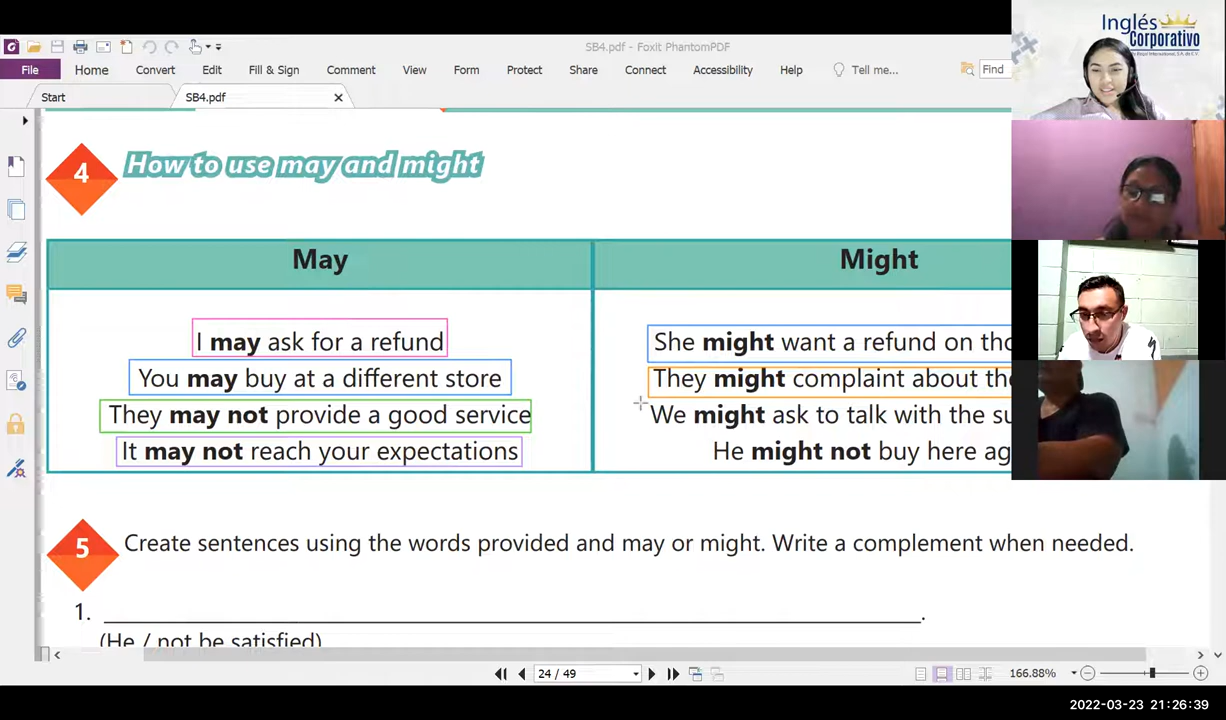 SB4.pdf - Foxit PhantomPDF
File Home Convert Edit Fill & Sign Comment View Form Protect Share Connect Accessibility Help Tell me... Find
Start SB4.pdf
Inglés
Corporativo
4 How to use may and might
May Might
I may ask for a refund
You may buy at a different store
They may not provide a good service
It may not reach your expectations
She might want a refund on tho
They might complaint about the
We might ask to talk with the su
He might not buy here ag
5 Create sentences using the words provided and may or might. Write a complement when needed.
1. ______________________________.
(He / not be satisfied)
24 / 49 166.88%
2022-03-23 21:26:39